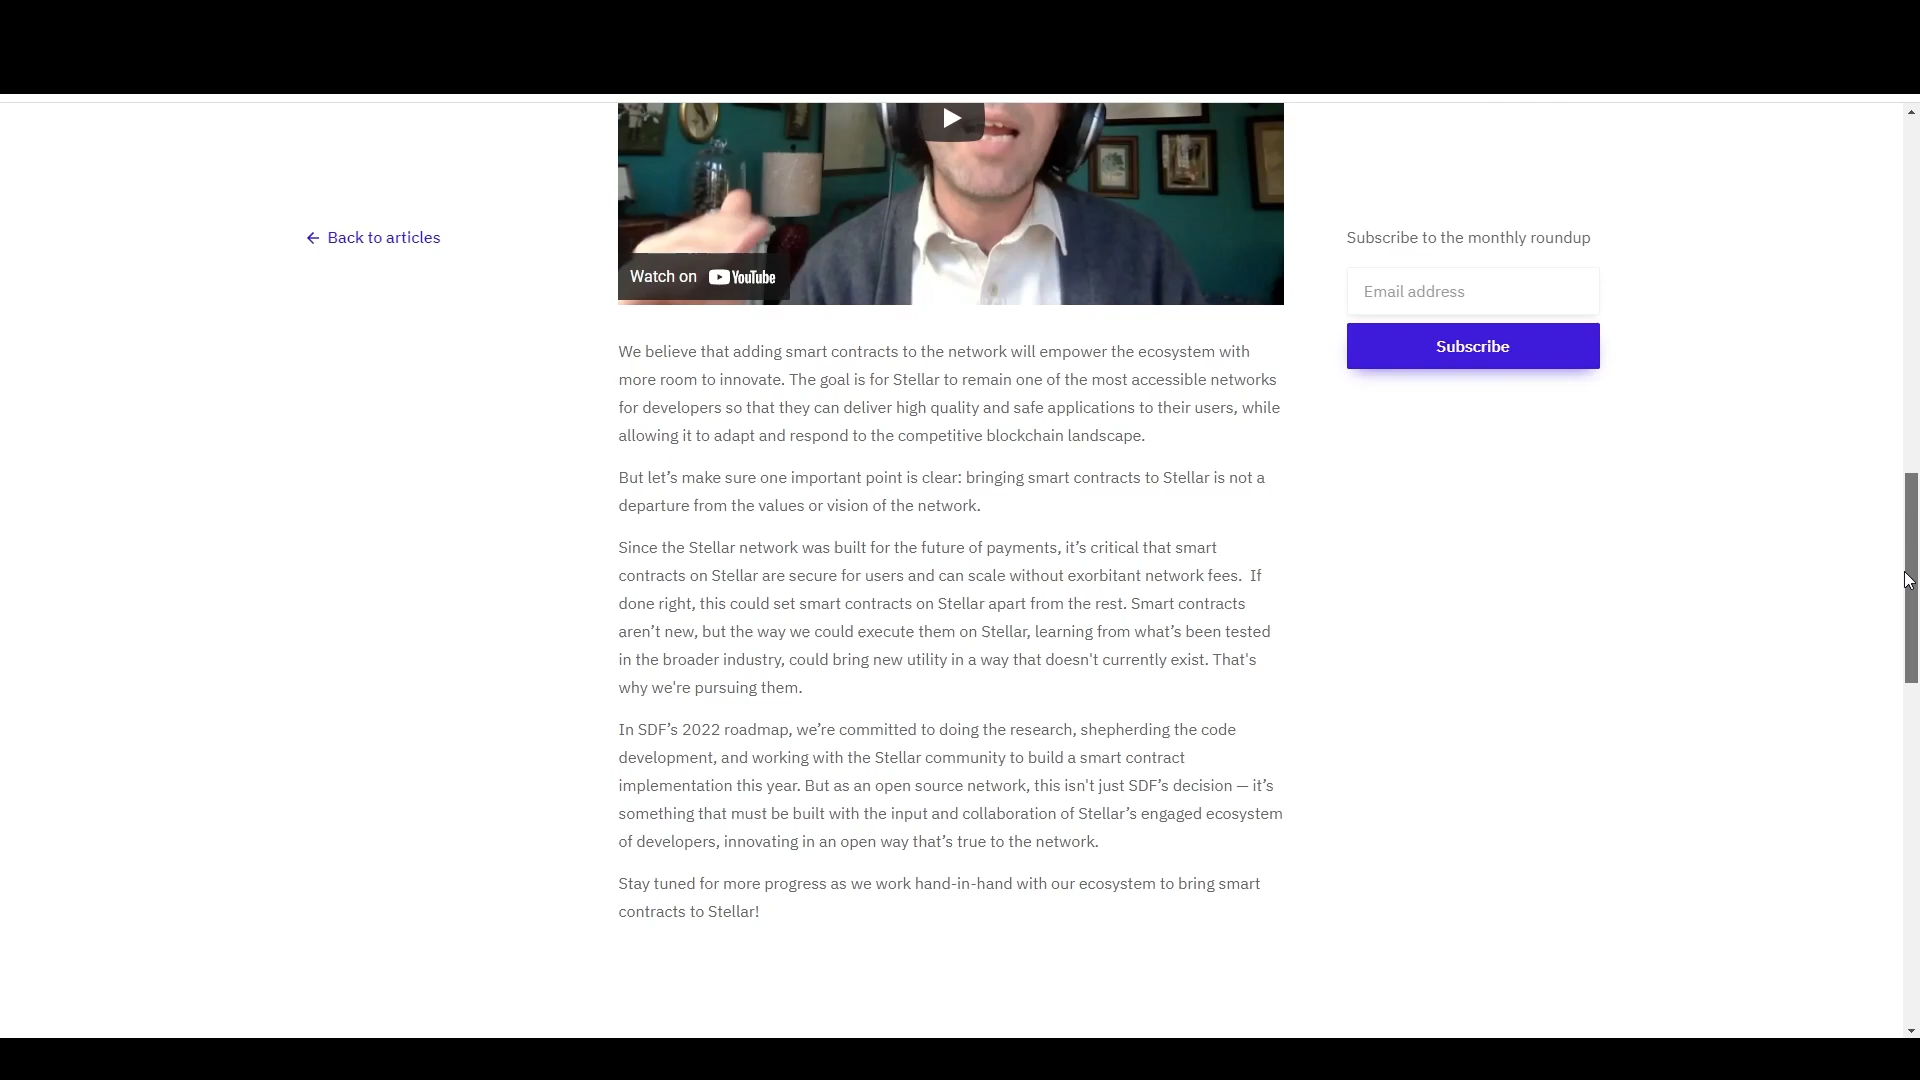 Watch on YouTube
← Back to articles
Subscribe to the monthly roundup
Email address
Subscribe
We believe that adding smart contracts to the network will empower the ecosystem with
more room to innovate. The goal is for Stellar to remain one of the most accessible networks
for developers so that they can deliver high quality and safe applications to their users, while
allowing it to adapt and respond to the competitive blockchain landscape.
But let’s make sure one important point is clear: bringing smart contracts to Stellar is not a
departure from the values or vision of the network.
Since the Stellar network was built for the future of payments, it’s critical that smart
contracts on Stellar are secure for users and can scale without exorbitant network fees.  If
done right, this could set smart contracts on Stellar apart from the rest. Smart contracts
aren’t new, but the way we could execute them on Stellar, learning from what’s been tested
in the broader industry, could bring new utility in a way that doesn't currently exist. That's
why we're pursuing them.
In SDF’s 2022 roadmap, we’re committed to doing the research, shepherding the code
development, and working with the Stellar community to build a smart contract
implementation this year. But as an open source network, this isn't just SDF’s decision — it’s
something that must be built with the input and collaboration of Stellar’s engaged ecosystem
of developers, innovating in an open way that’s true to the network.
Stay tuned for more progress as we work hand-in-hand with our ecosystem to bring smart
contracts to Stellar!